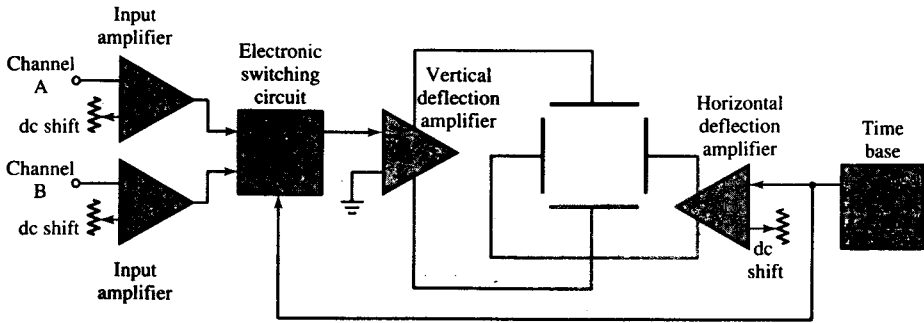 Input
amplifier
Channel
A
dc shift
Channel
B
dc shift
Input
amplifier
Electronic
switching
circuit
Vertical
deflection
amplifier
Horizontal
deflection
amplifier
dc
shift
Time
base